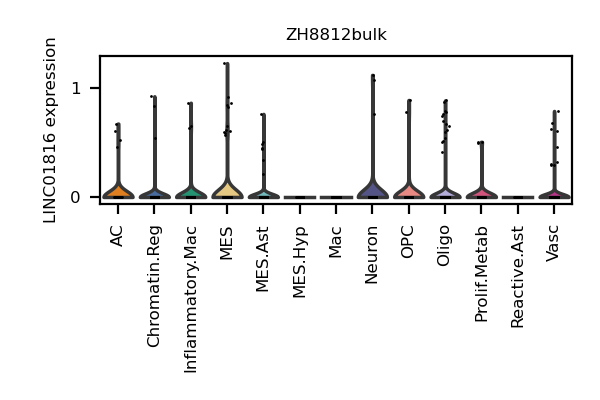 ZH8812bulk
LINC01816 expression
1
0
AC
Chromatin.Reg
Inflammatory.Mac
MES
MES.Ast
MES.Hyp
Mac
Neuron
OPC
Oligo
Prolif.Metab
Reactive.Ast
Vasc